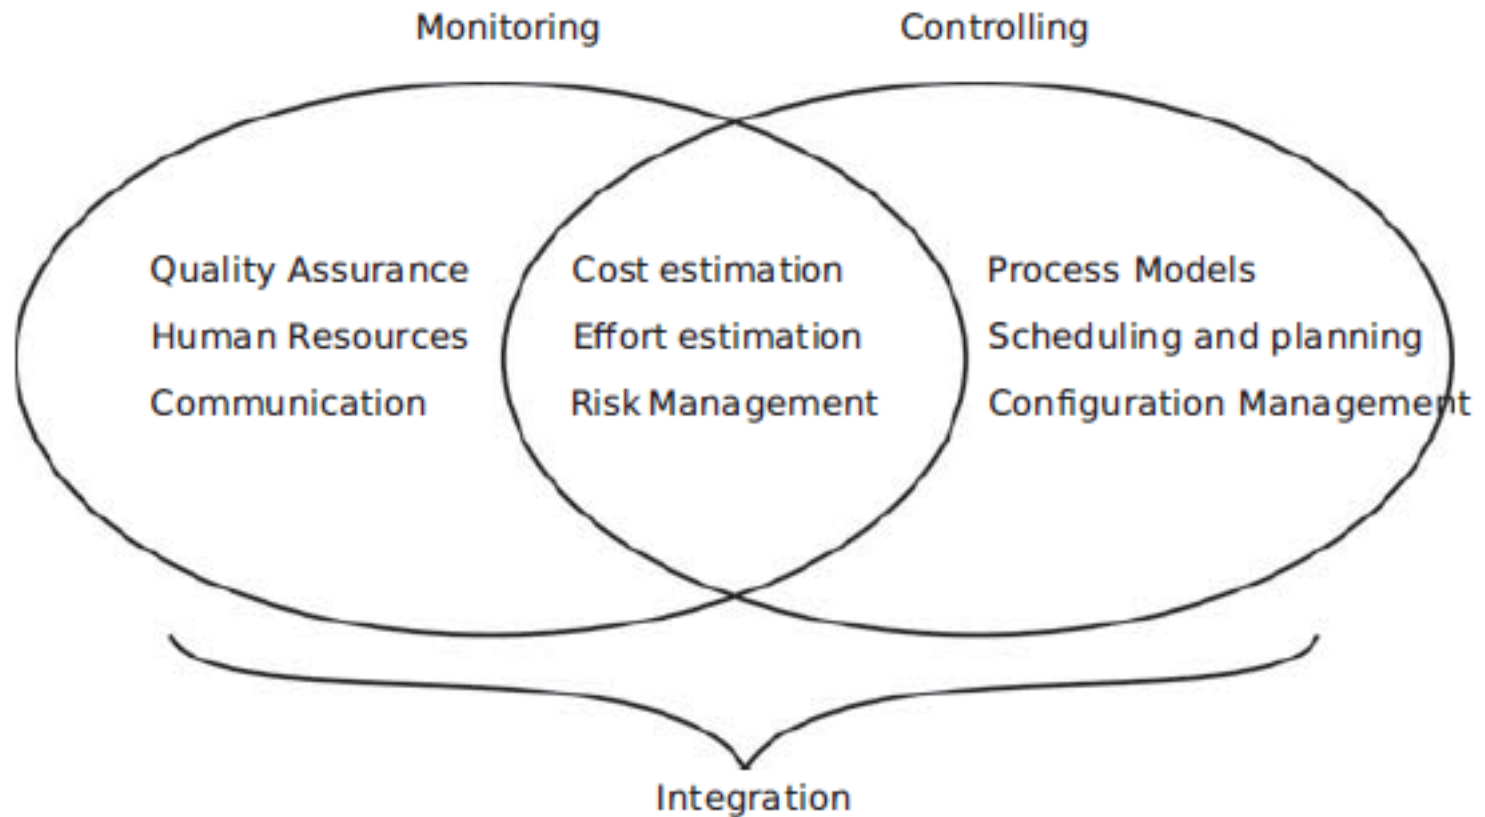 Monitoring
Controlling
Quality Assurance
Human Resources
Communication
Cost estimation
Effort estimation
Risk Management
Process Models
Scheduling and planning
Configuration Management
Integration